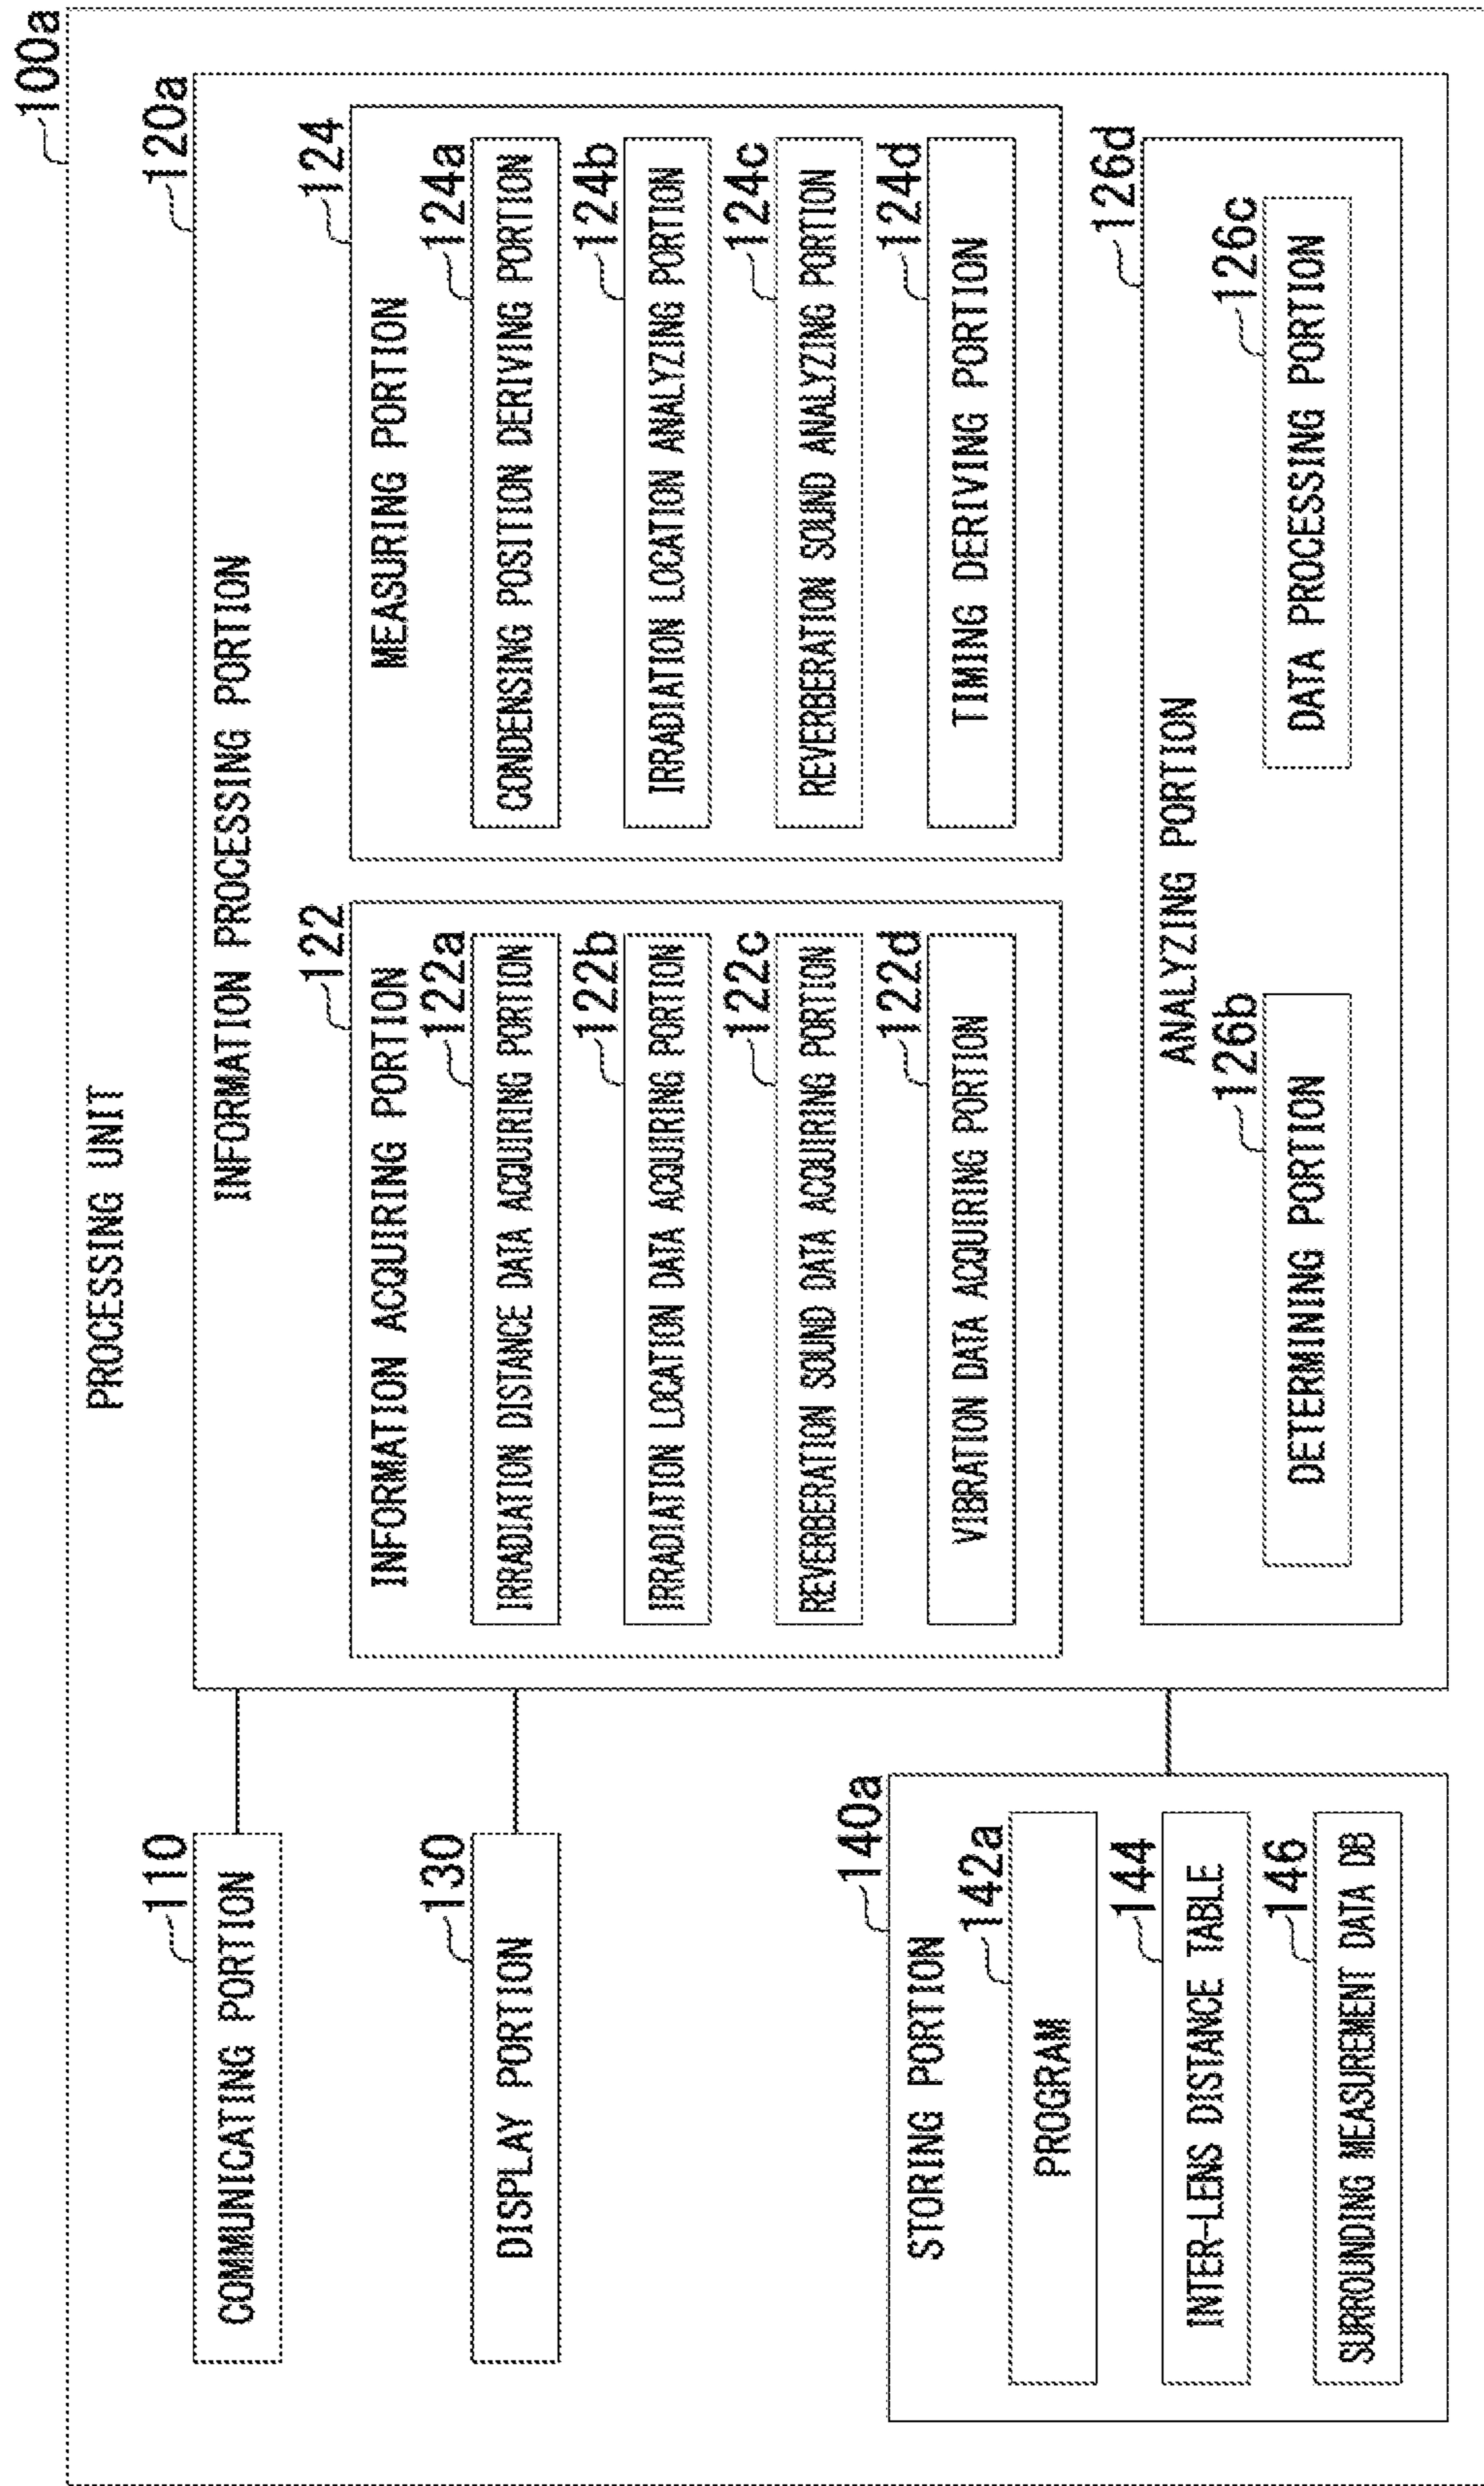 100a
PROCESSING UNIT
110
COMMUNICATING PORTION
130
DISPLAY PORTION
140a
STORING PORTION
142a
PROGRAM
144
INTER-LENS DISTANCE TABLE
146
SURROUNDING MEASUREMENT DATA DB
120a
INFORMATION PROCESSING PORTION
122
INFORMATION ACQUIRING PORTION
122a
IRRADIATION DISTANCE DATA ACQUIRING PORTION
122b
IRRADIATION LOCATION DATA ACQUIRING PORTION
122c
REVERBERATION SOUND DATA ACQUIRING PORTION
122d
VIBRATION DATA ACQUIRING PORTION
124
MEASURING PORTION
124a
CONDENSING POSITION DERIVING PORTION
124b
IRRADIATION LOCATION ANALYZING PORTION
124c
REVERBERATION SOUND ANALYZING PORTION
124d
TIMING DERIVING PORTION
126d
ANALYZING PORTION
126b
DETERMINING PORTION
126c
DATA PROCESSING PORTION